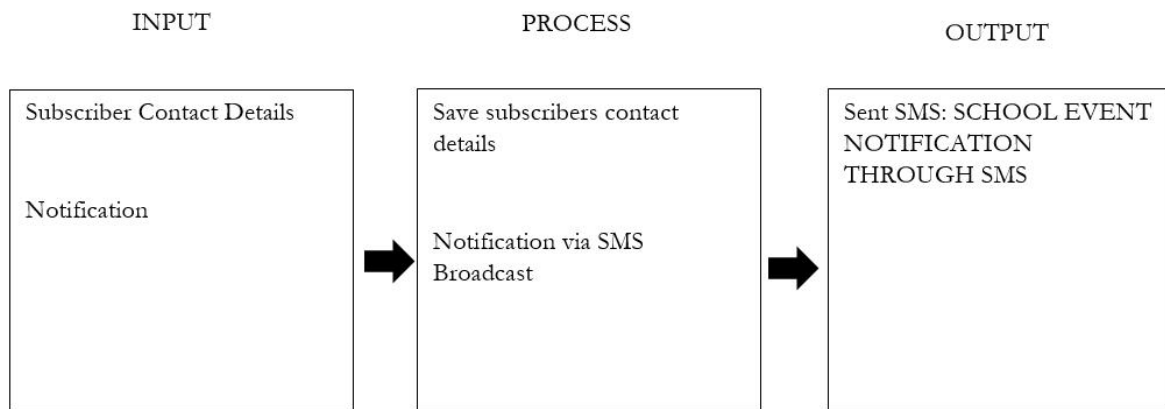 INPUT
PROCESS
OUTPUT
Subscriber Contact Details
Notification
Save subscribers contact
details
Notification via SMS
Broadcast
Sent SMS: SCHOOL EVENT
NOTIFICATION
THROUGH SMS